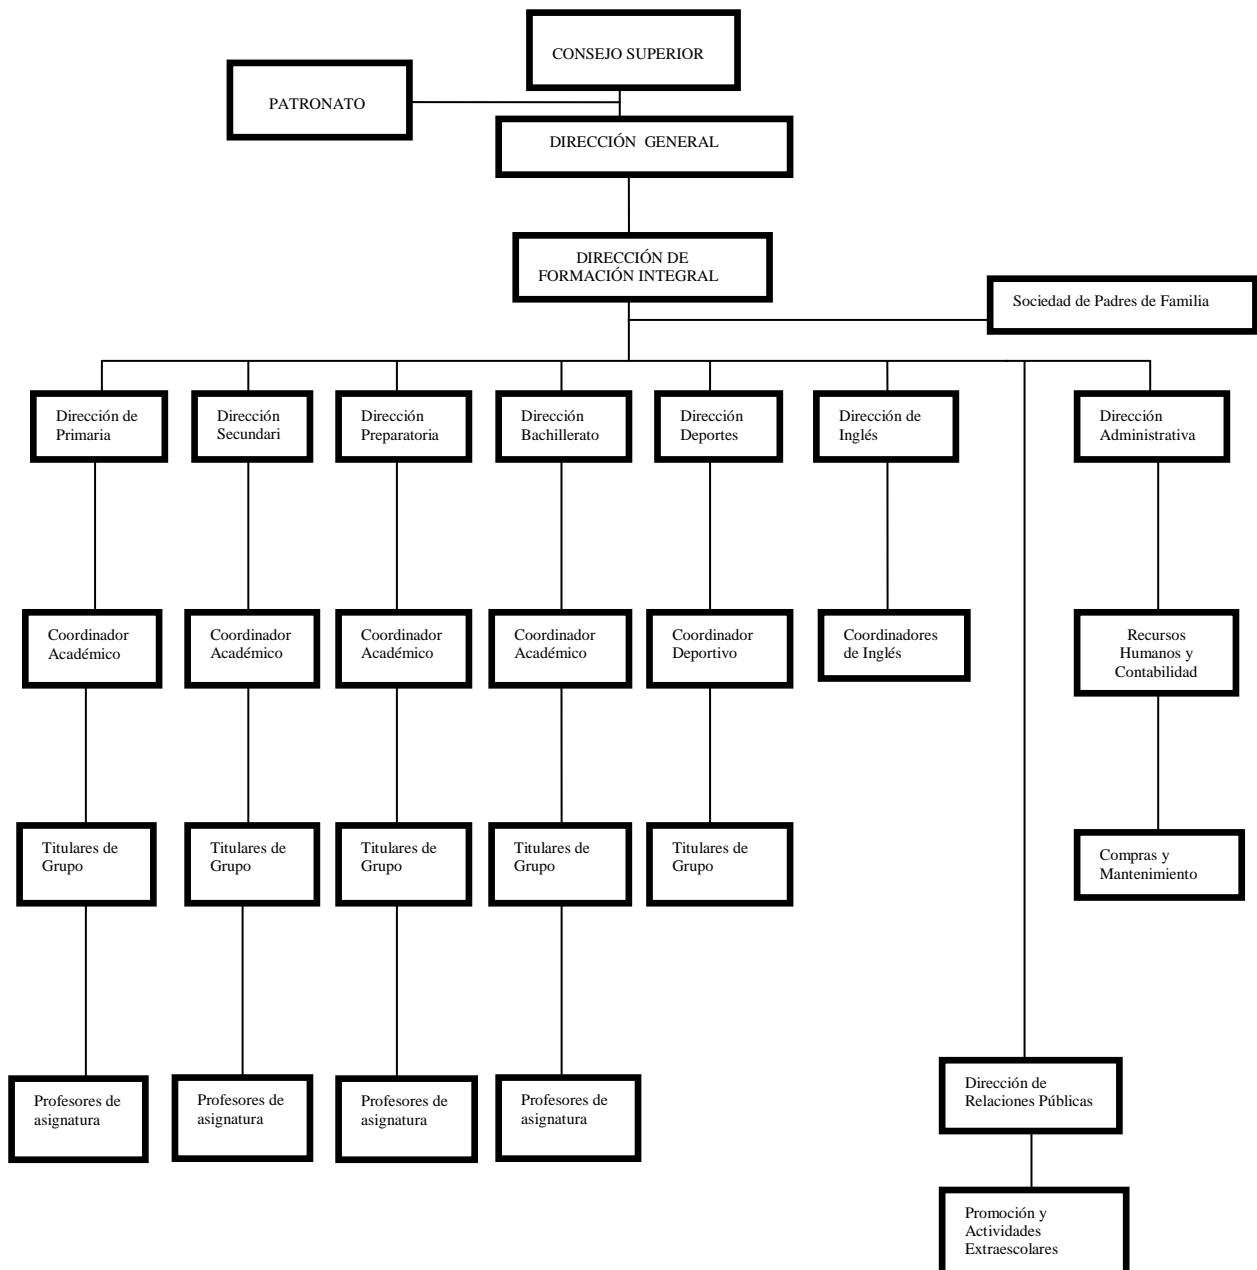 CONSEJO SUPERIOR
PATRONATO
DIRECCIÓN GENERAL
DIRECCIÓN DE
FORMACIÓN INTEGRAL
Sociedad de Padres de Familia
Dirección de
Primaria
Dirección
Secundari
Dirección
Preparatoria
Dirección
Bachillerato
Dirección
Deportes
Dirección de
Inglés
Dirección
Administrativa
Coordinador
Académico
Coordinador
Académico
Coordinador
Académico
Coordinador
Académico
Coordinador
Deportivo
Coordinadores
de Inglés
Recursos
Humanos y
Contabilidad
Titulares de
Grupo
Titulares de
Grupo
Titulares de
Grupo
Titulares de
Grupo
Titulares de
Grupo
Compras y
Mantenimiento
Profesores de
asignatura
Profesores de
asignatura
Profesores de
asignatura
Profesores de
asignatura
Dirección de
Relaciones Públicas
Promoción y
Actividades
Extraescolares